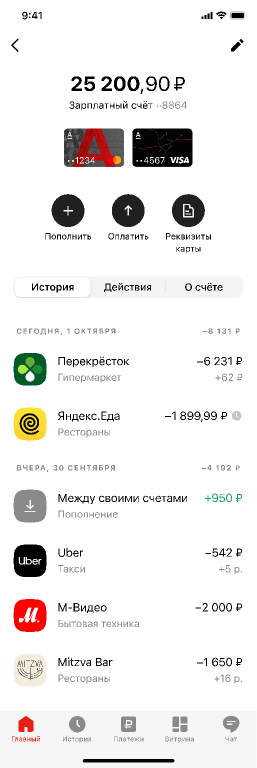 9:41
25 200,90 ₽
Зарплатный счёт ··8864
А А
··1234 ··4567 VISA
Пополнить Оплатить Реквизиты
карты
История Действия О счёте
СЕГОДНЯ, 1 ОКТЯБРЯ −8 131 ₽
Перекрёсток −6 231 ₽
Гипермаркет +62 ₽
Яндекс.Еда −1 899,99 ₽
Рестораны
ВЧЕРА, 30 СЕНТЯБРЯ −4 192 ₽
Между своими счетами +950 ₽
Пополнение
Uber Uber −542 ₽
Такси +5 р.
М. М-Видео −2 000 ₽
Бытовая техника
MITZVA Mitzva Bar −1 650 ₽
Рестораны +16 р.
Главный История Платежи Витрина Чат